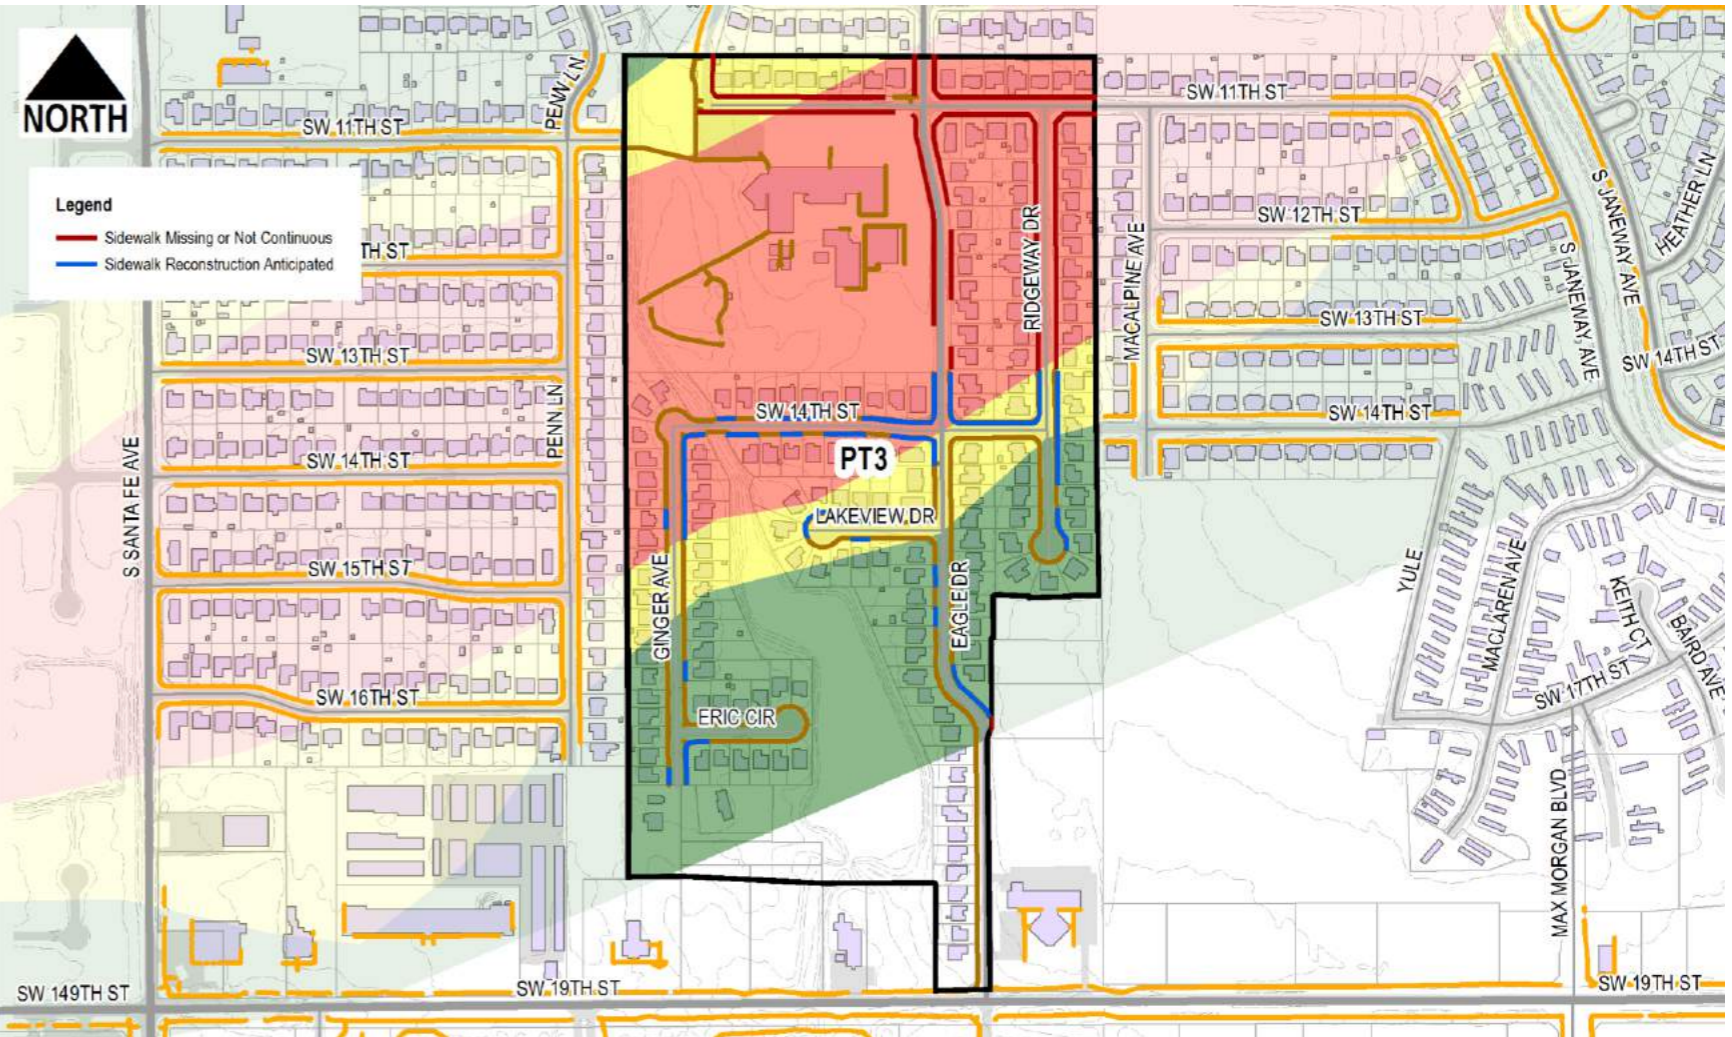 NORTH
Legend
Sidewalk Missing or Not Continuous
Sidewalk Reconstruction Anticipated
SW 11TH ST
PENN LN
TH ST
SW 13TH ST
SW 14TH ST
PENN LN
S SANTA FE AVE
SW 15TH ST
SW 16TH ST
SW 149TH ST
SW 19TH ST
SW 14TH ST
PT3
LAKEVIEW DR
GINGER AVE
EAGLE DR
ERIC CIR
RIDGEWAY DR
MACALPINE AVE
SW 11TH ST
SW 12TH ST
SW 13TH ST
SW 14TH ST
S JANEWAY AVE
S JANEWAY AVE
HEATHER LN
SW 14TH ST
YULE
MACLAREN AVE
KEITH CT
BAIRD AVE
SW 17TH ST
MAX MORGAN BLVD
SW 19TH ST